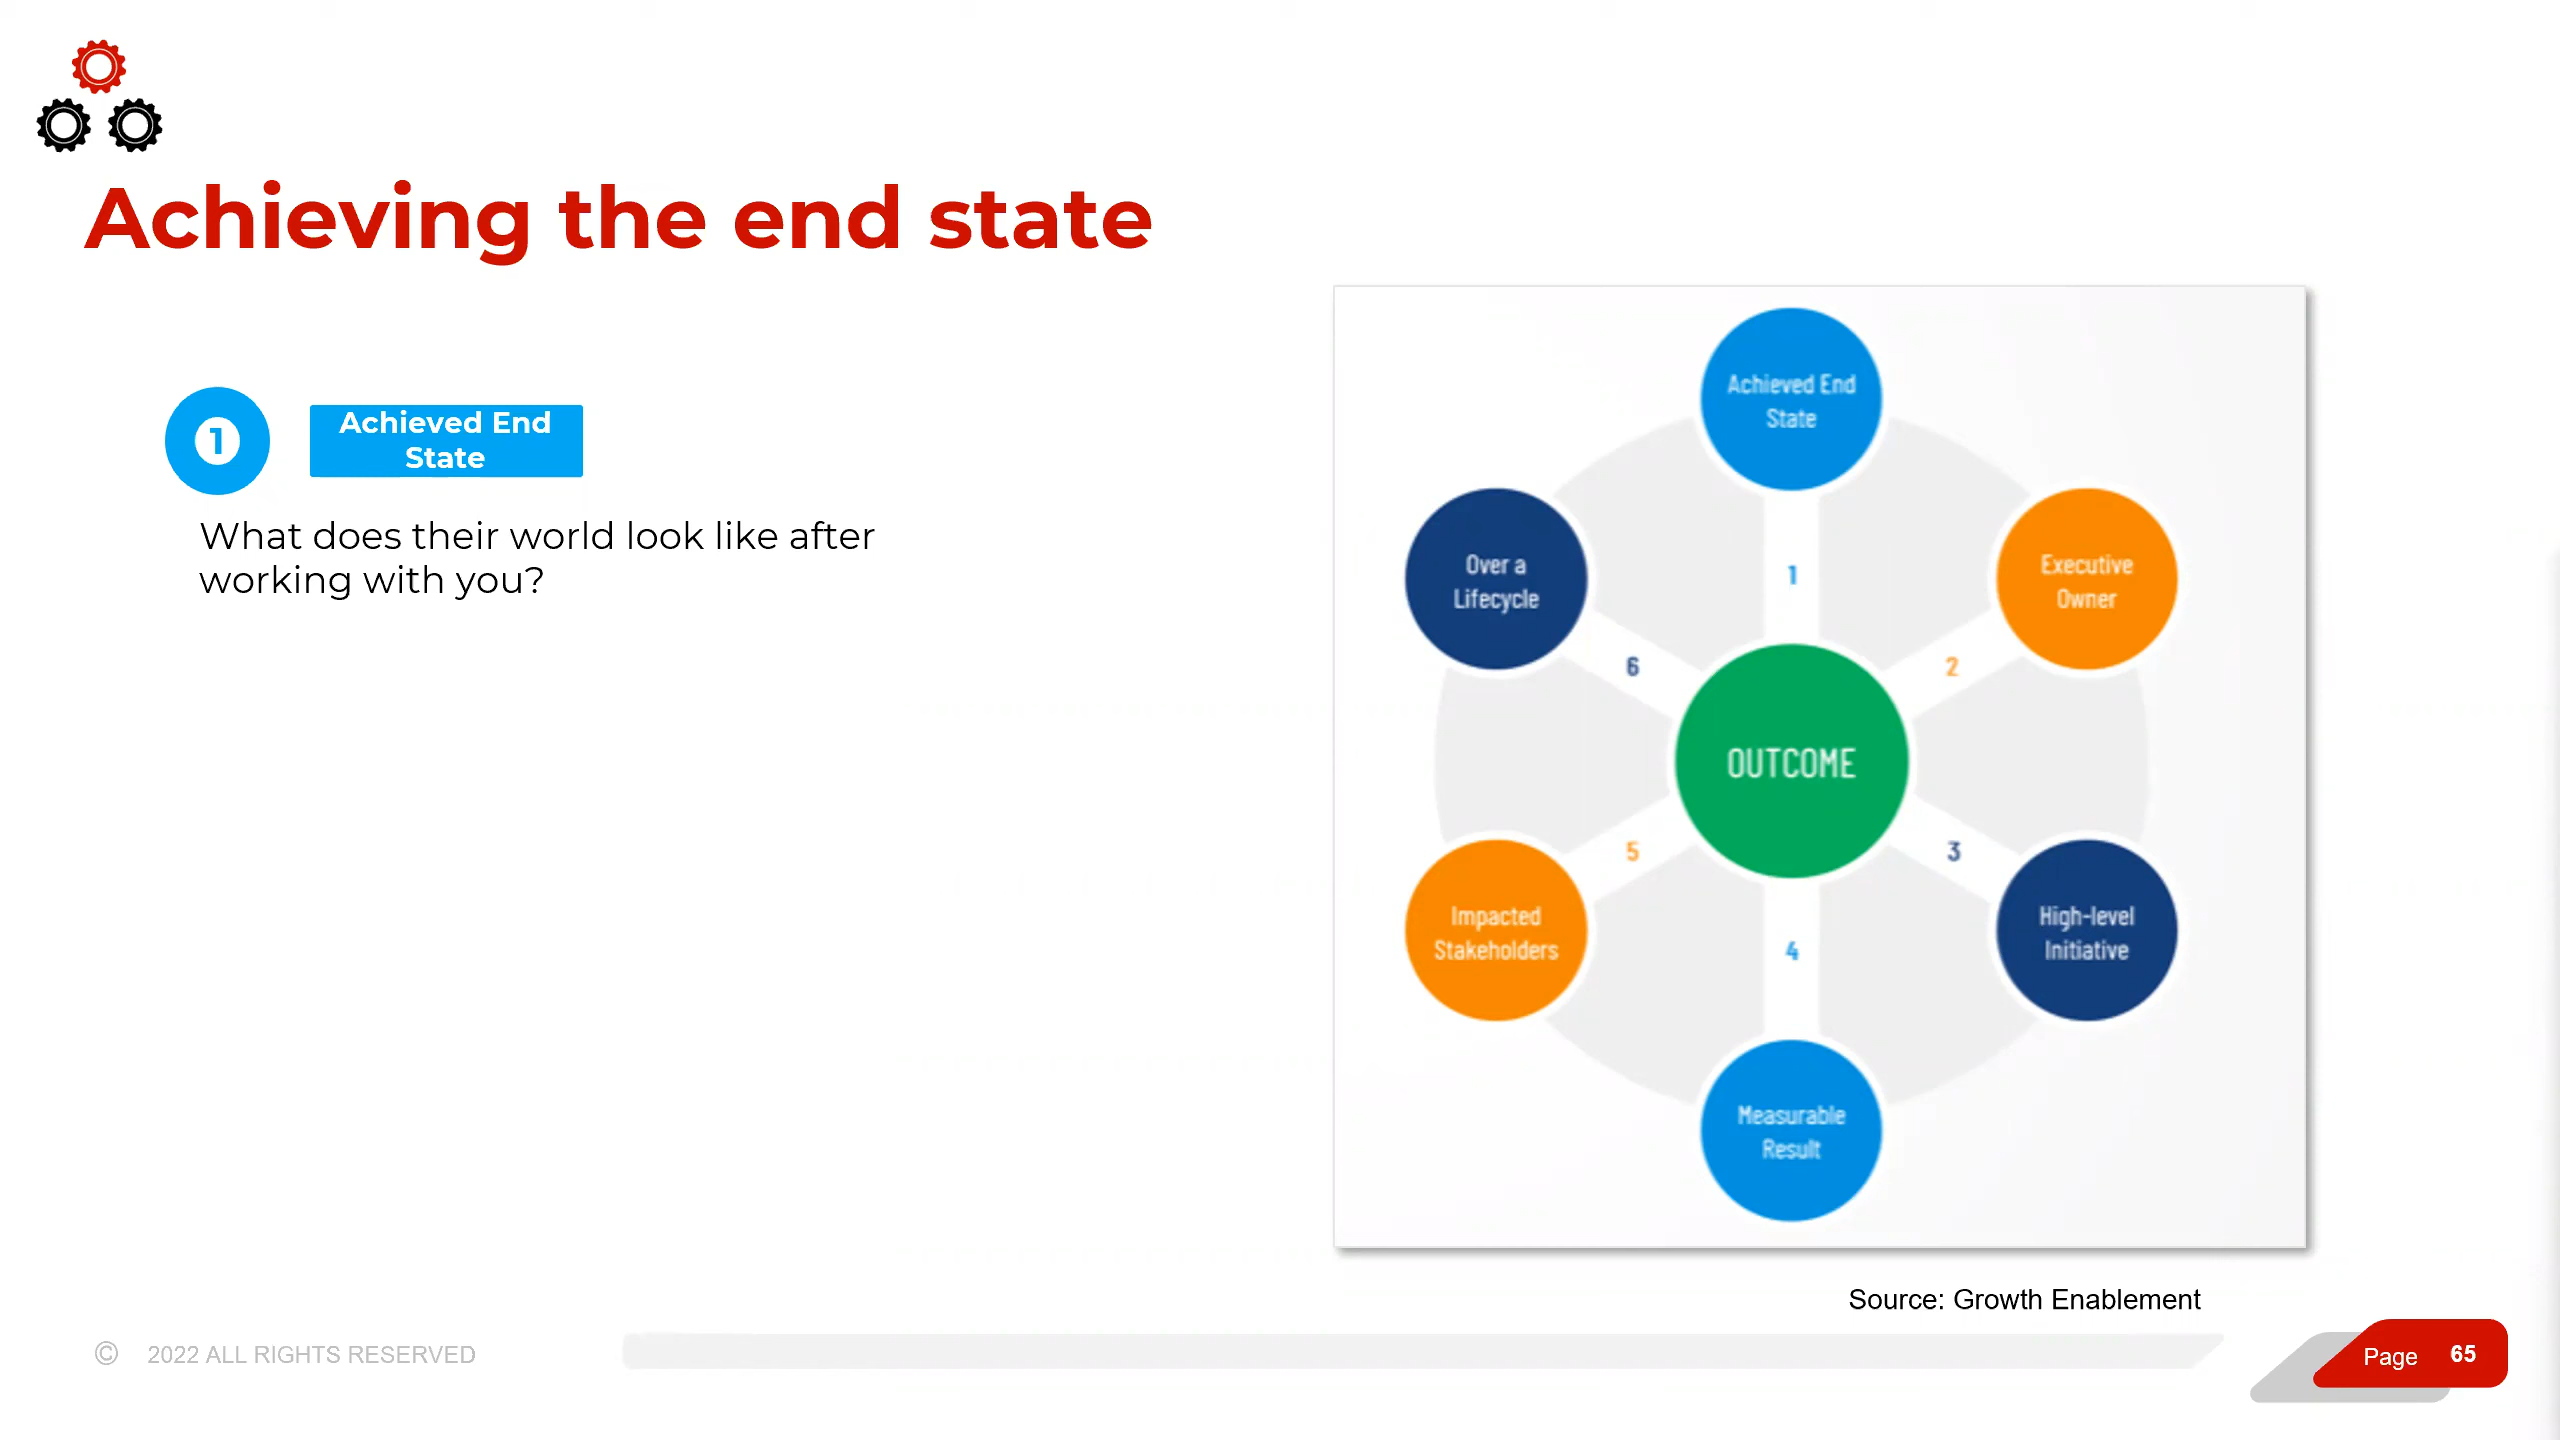 Achieving the end state
1
Achieved End
State
What does their world look like after
working with you?
Achieved End
State
Over a
Lifecycle
Executive
Owner
1
6
2
OUTCOME
5
3
Impacted
Stakeholders
High-level
Initiative
4
Measurable
Result
Source: Growth Enablement
© 2022 ALL RIGHTS RESERVED
Page 65